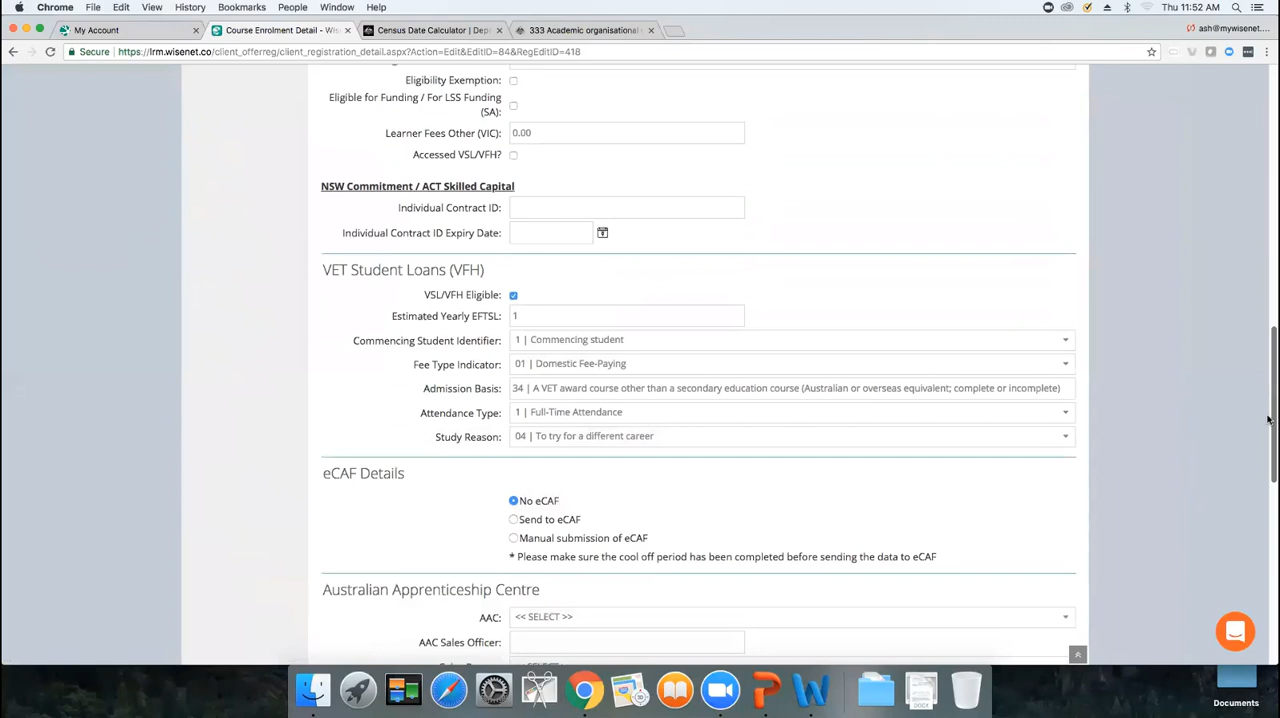 Chrome File Edit View History Bookmarks People Window Help Thu 11:52 AM
My Account
Course Enrolment Detail - Wis
Census Date Calculator | Dep
333 Academic organisational
ash@mywisenet....
Secure https://lrm.wisenet.co/client_offerreg/client_registration_detail.aspx?Action=Edit&EditID=84&RegEditID=418
Eligibility Exemption:
Eligible for Funding / For LSS Funding
(SA):
Learner Fees Other (VIC): 0.00
Accessed VSL/VFH?
NSW Commitment / ACT Skilled Capital
Individual Contract ID:
Individual Contract ID Expiry Date:
VET Student Loans (VFH)
VSL/VFH Eligible:
Estimated Yearly EFTSL: 1
Commencing Student Identifier: 1 | Commencing student
Fee Type Indicator: 01 | Domestic Fee-Paying
Admission Basis: 34 | A VET award course other than a secondary education course (Australian or overseas equivalent; complete or incomplete)
Attendance Type: 1 | Full-Time Attendance
Study Reason: 04 | To try for a different career
eCAF Details
No eCAF
Send to eCAF
Manual submission of eCAF
* Please make sure the cool off period has been completed before sending the data to eCAF
Australian Apprenticeship Centre
AAC: << SELECT >>
AAC Sales Officer:
Documents